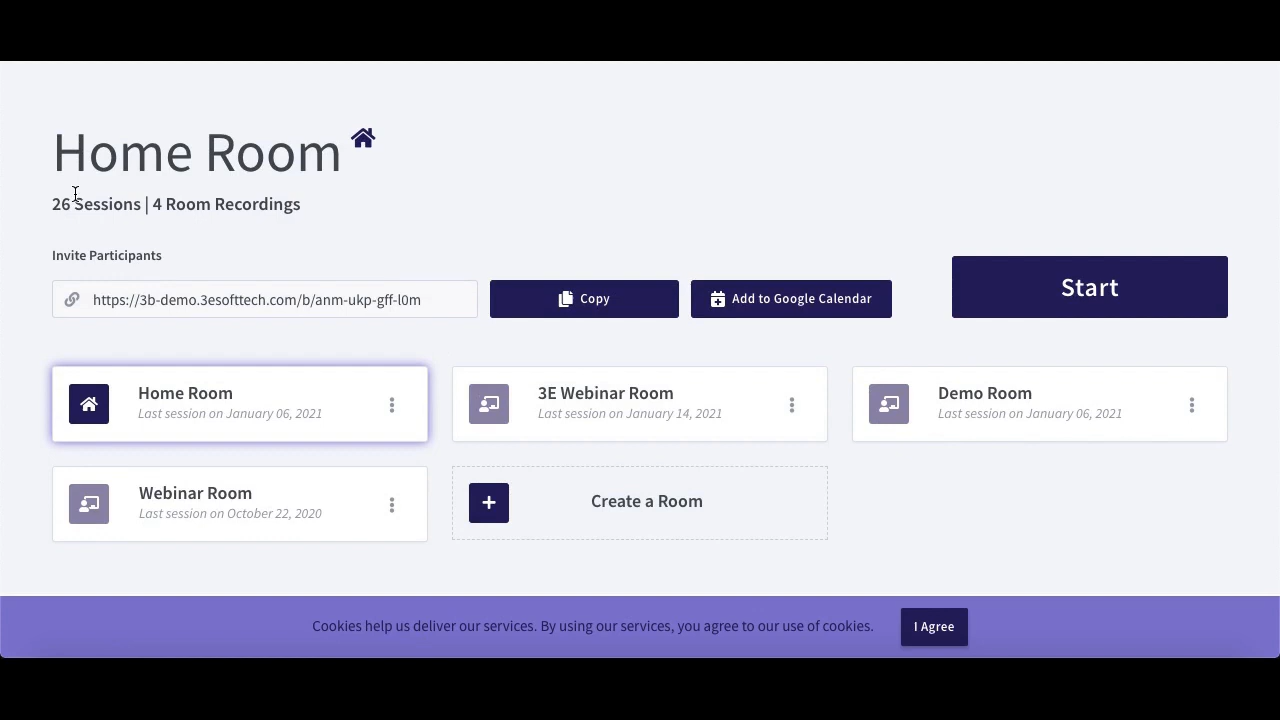 Home Room
26 Sessions | 4 Room Recordings
Invite Participants
https://3b-demo.3esofttech.com/b/anm-ukp-gff-l0m
Copy
Add to Google Calendar
Start
Home Room
Last session on January 06, 2021
3E Webinar Room
Last session on January 14, 2021
Demo Room
Last session on January 06, 2021
Webinar Room
Last session on October 22, 2020
Create a Room
Cookies help us deliver our services. By using our services, you agree to our use of cookies.
I Agree